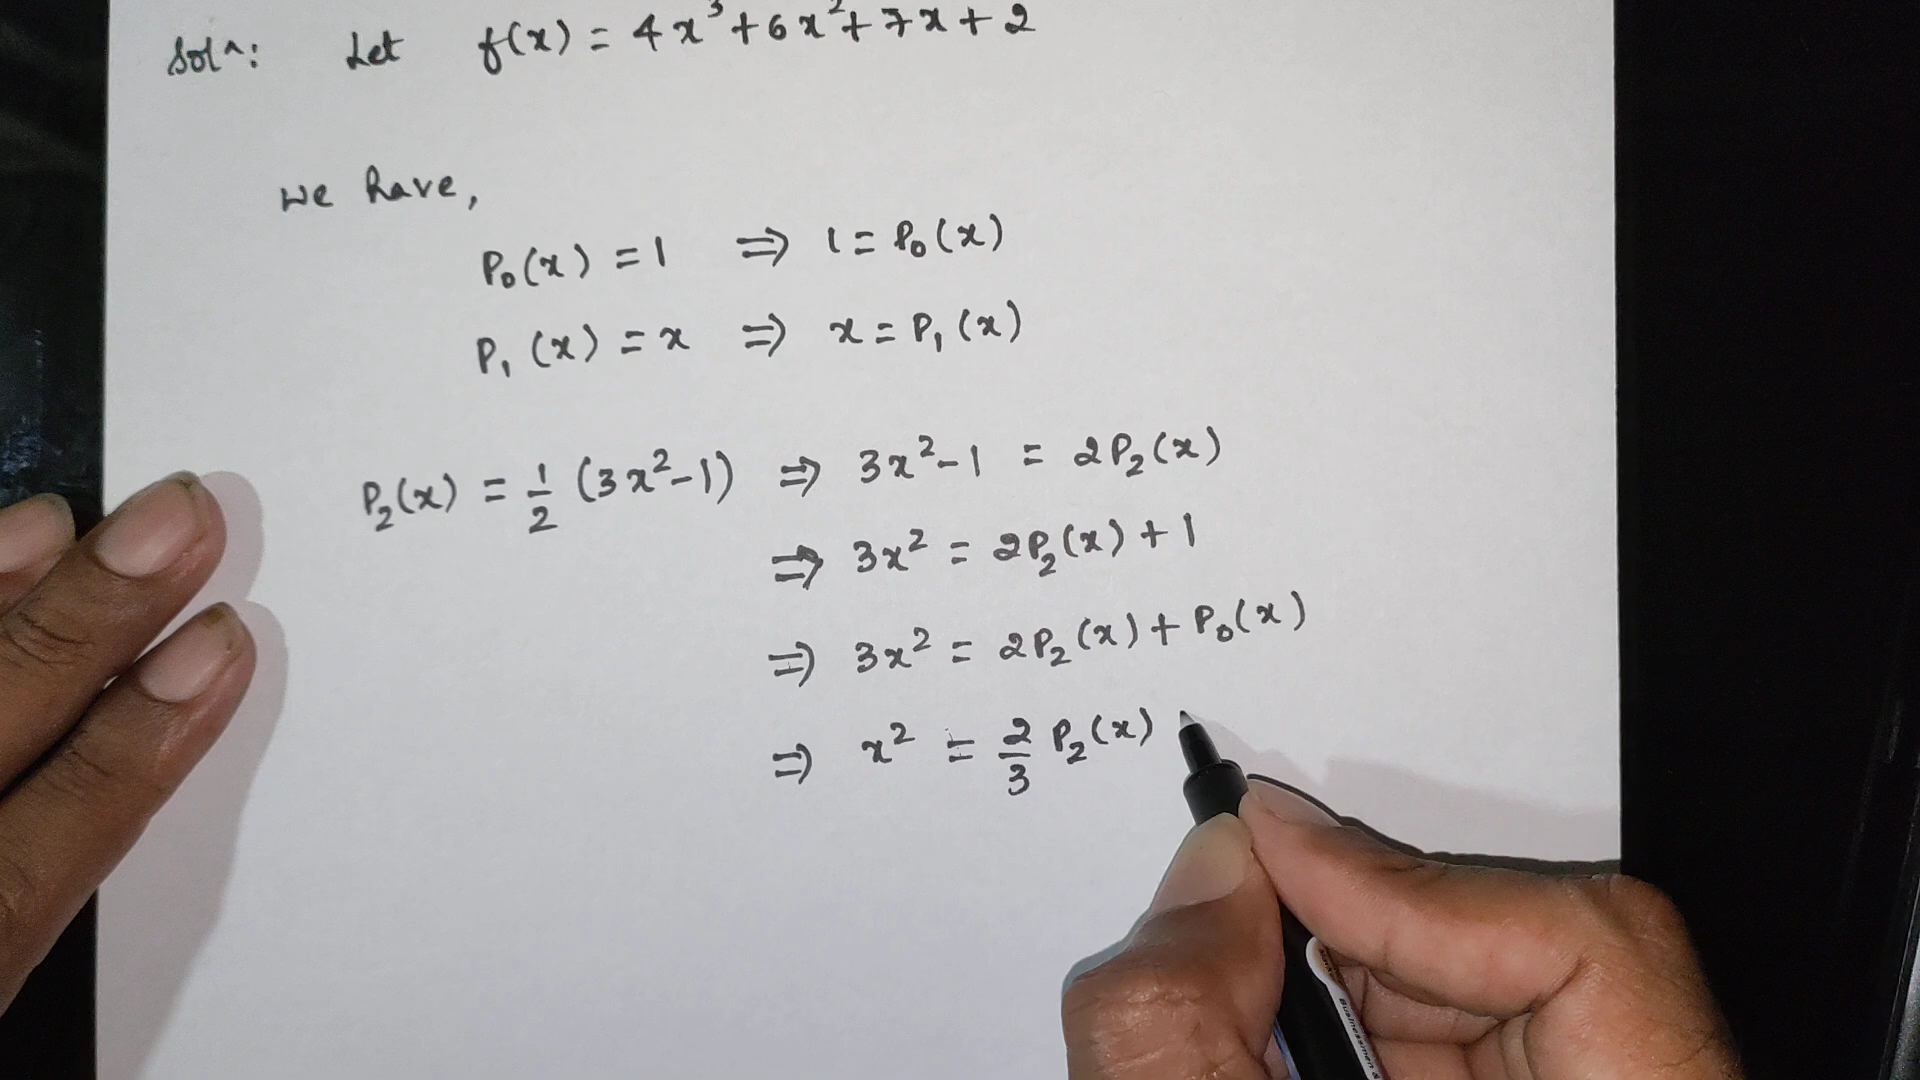 Solⁿ: Let f(x) = 4x³ + 6x² + 7x + 2
We have,
P₀(x) = 1 ⇒ 1 = P₀(x)
P₁(x) = x ⇒ x = P₁(x)
P₂(x) = 1/2 (3x² - 1) ⇒ 3x² - 1 = 2P₂(x)
⇒ 3x² = 2P₂(x) + 1
⇒ 3x² = 2P₂(x) + P₀(x)
⇒ x² = 2/3 P₂(x)